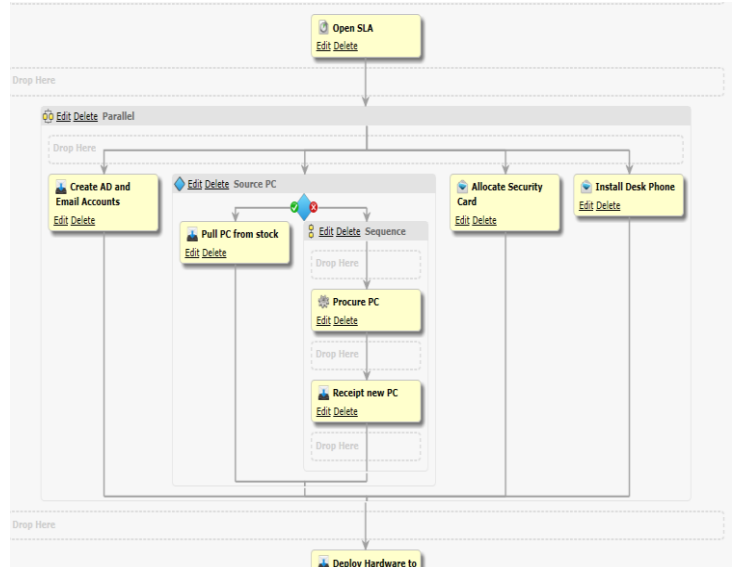 Open SLA
Edit Delete
Drop Here
Edit Delete Parallel
Drop Here
Create AD and
Email Accounts
Edit Delete
Edit Delete Source PC
Pull PC from stock
Edit Delete
Edit Delete Sequence
Drop Here
Procure PC
Edit Delete
Drop Here
Receipt new PC
Edit Delete
Drop Here
Allocate Security
Card
Edit Delete
Install Desk Phone
Edit Delete
Drop Here
Deploy Hardware to